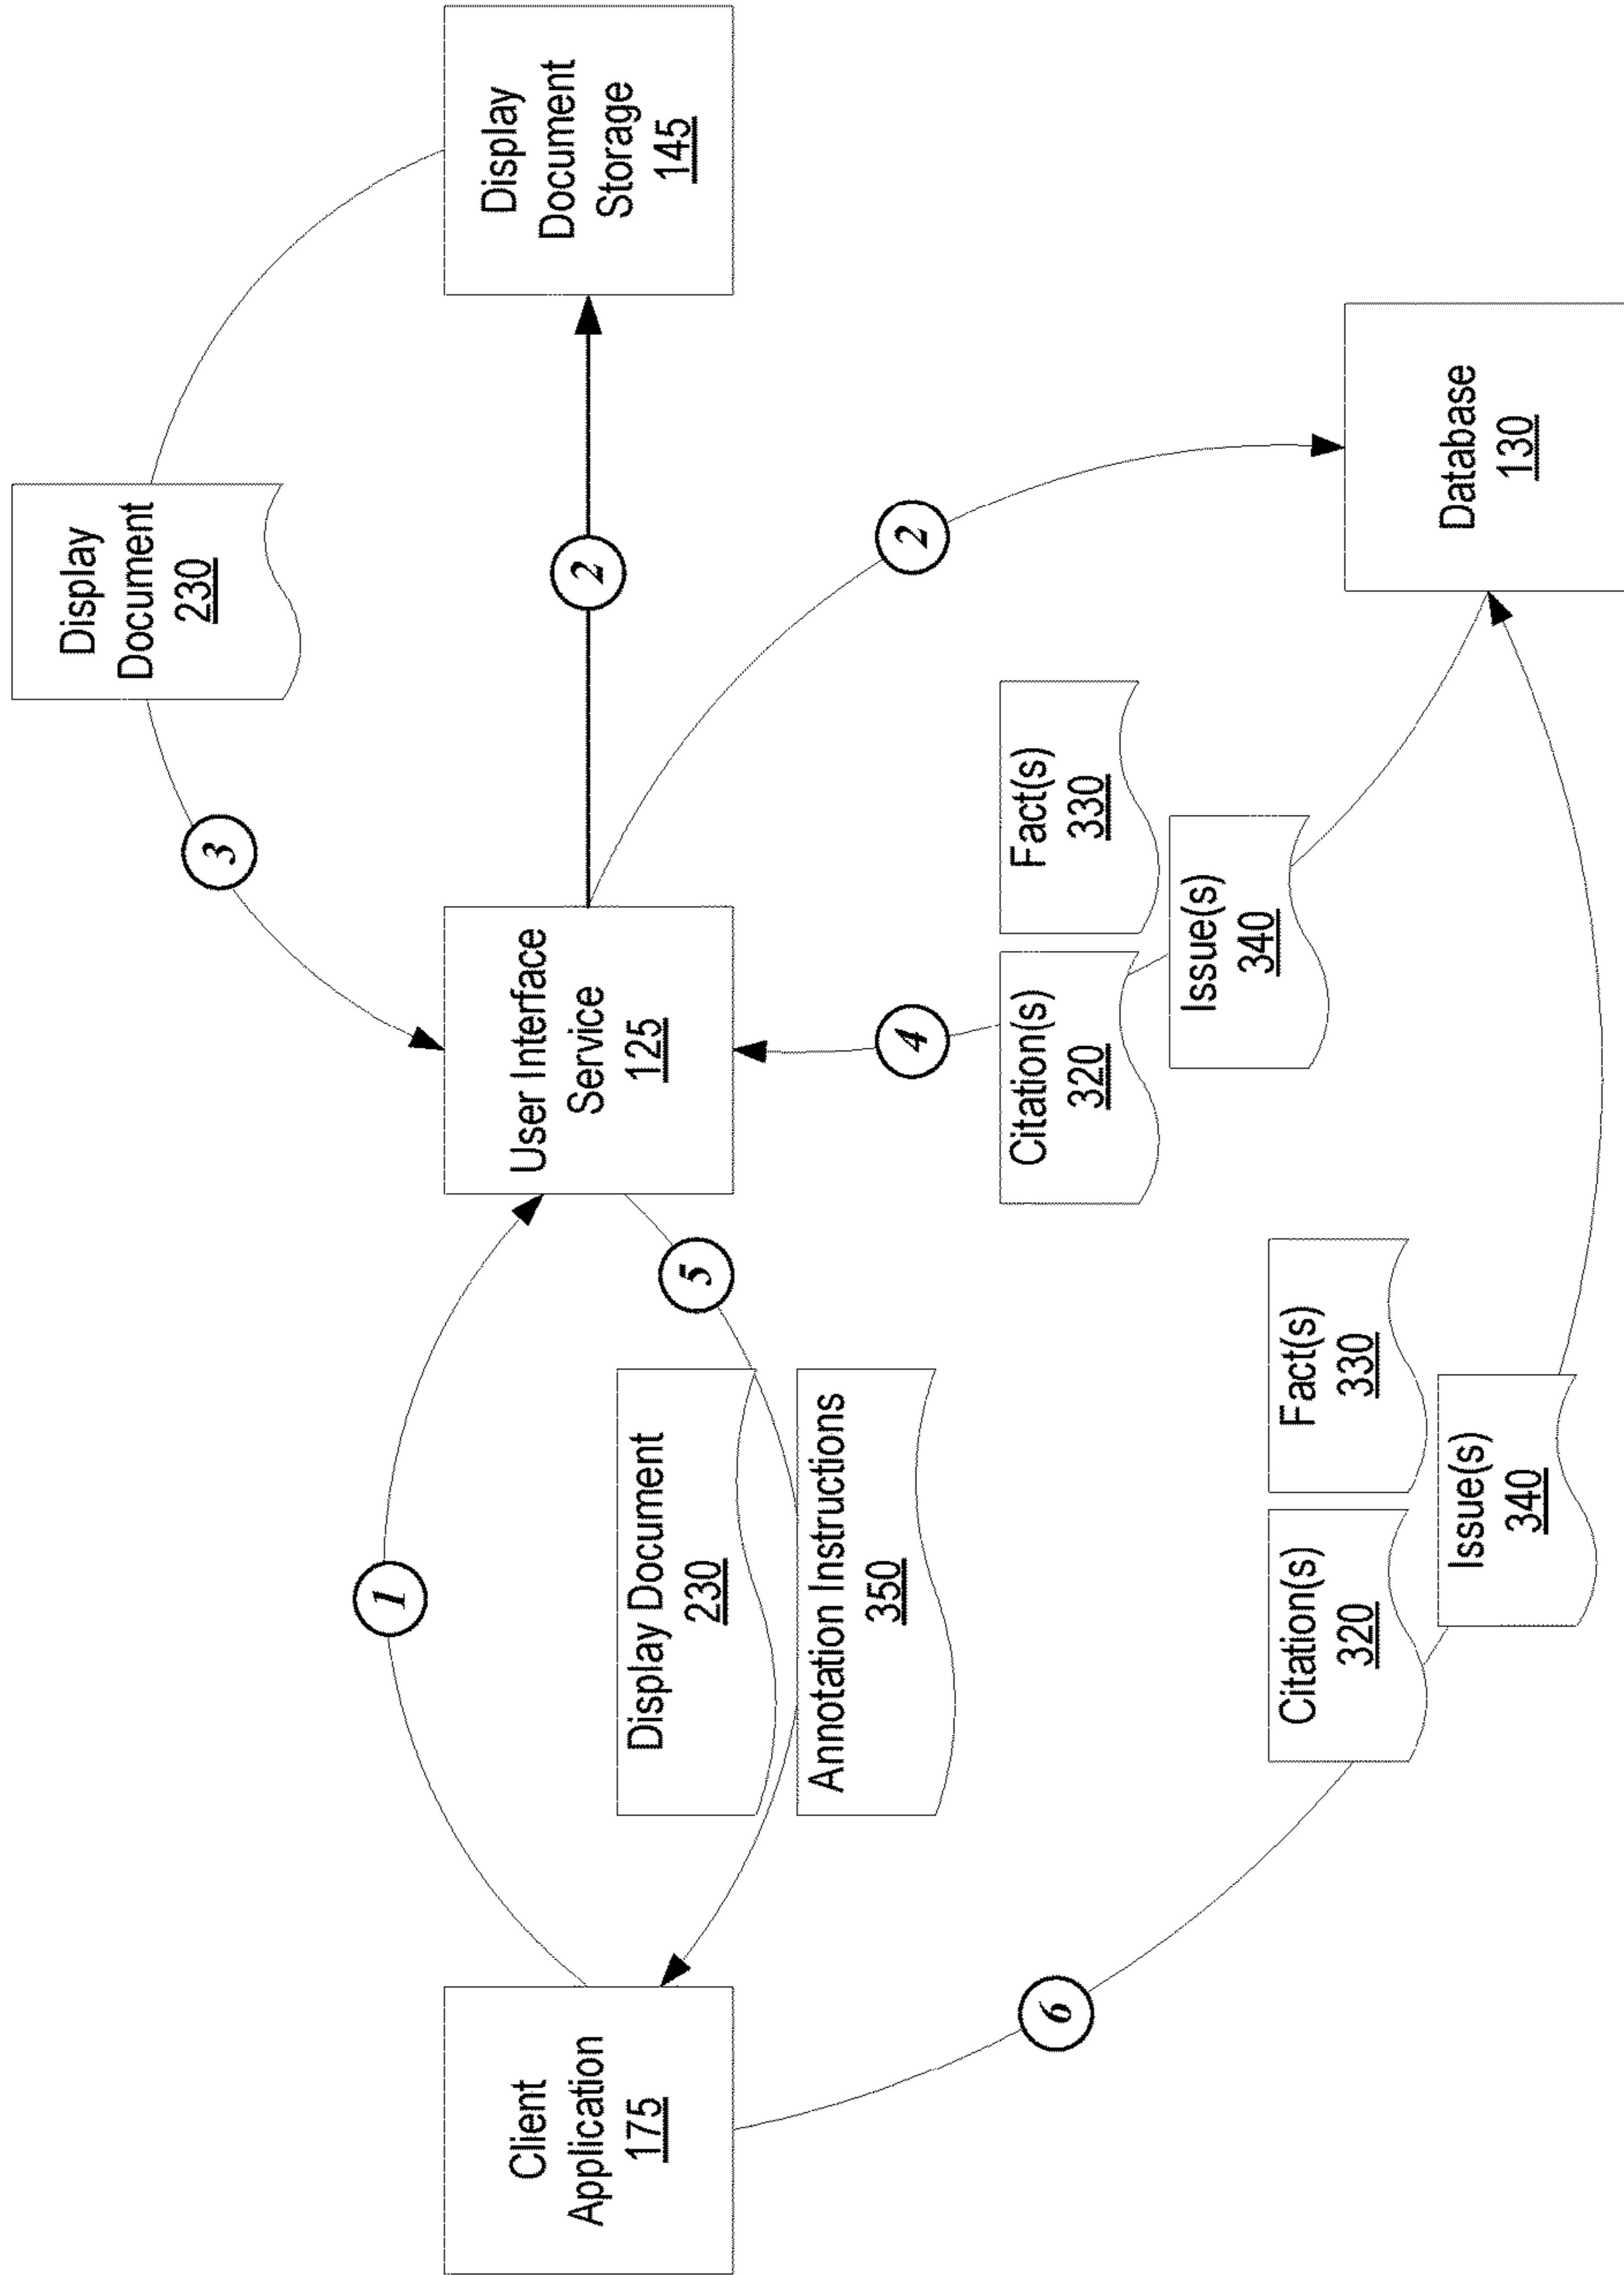 Display
Document
230
3
Client
Application
175
1
User Interface
Service
125
2
Display
Document
Storage
145
5
Display Document
230
Annotation Instructions
350
2
4
Citation(s)
320
Fact(s)
330
Issue(s)
340
6
Citation(s)
320
Fact(s)
330
Issue(s)
340
Database
130